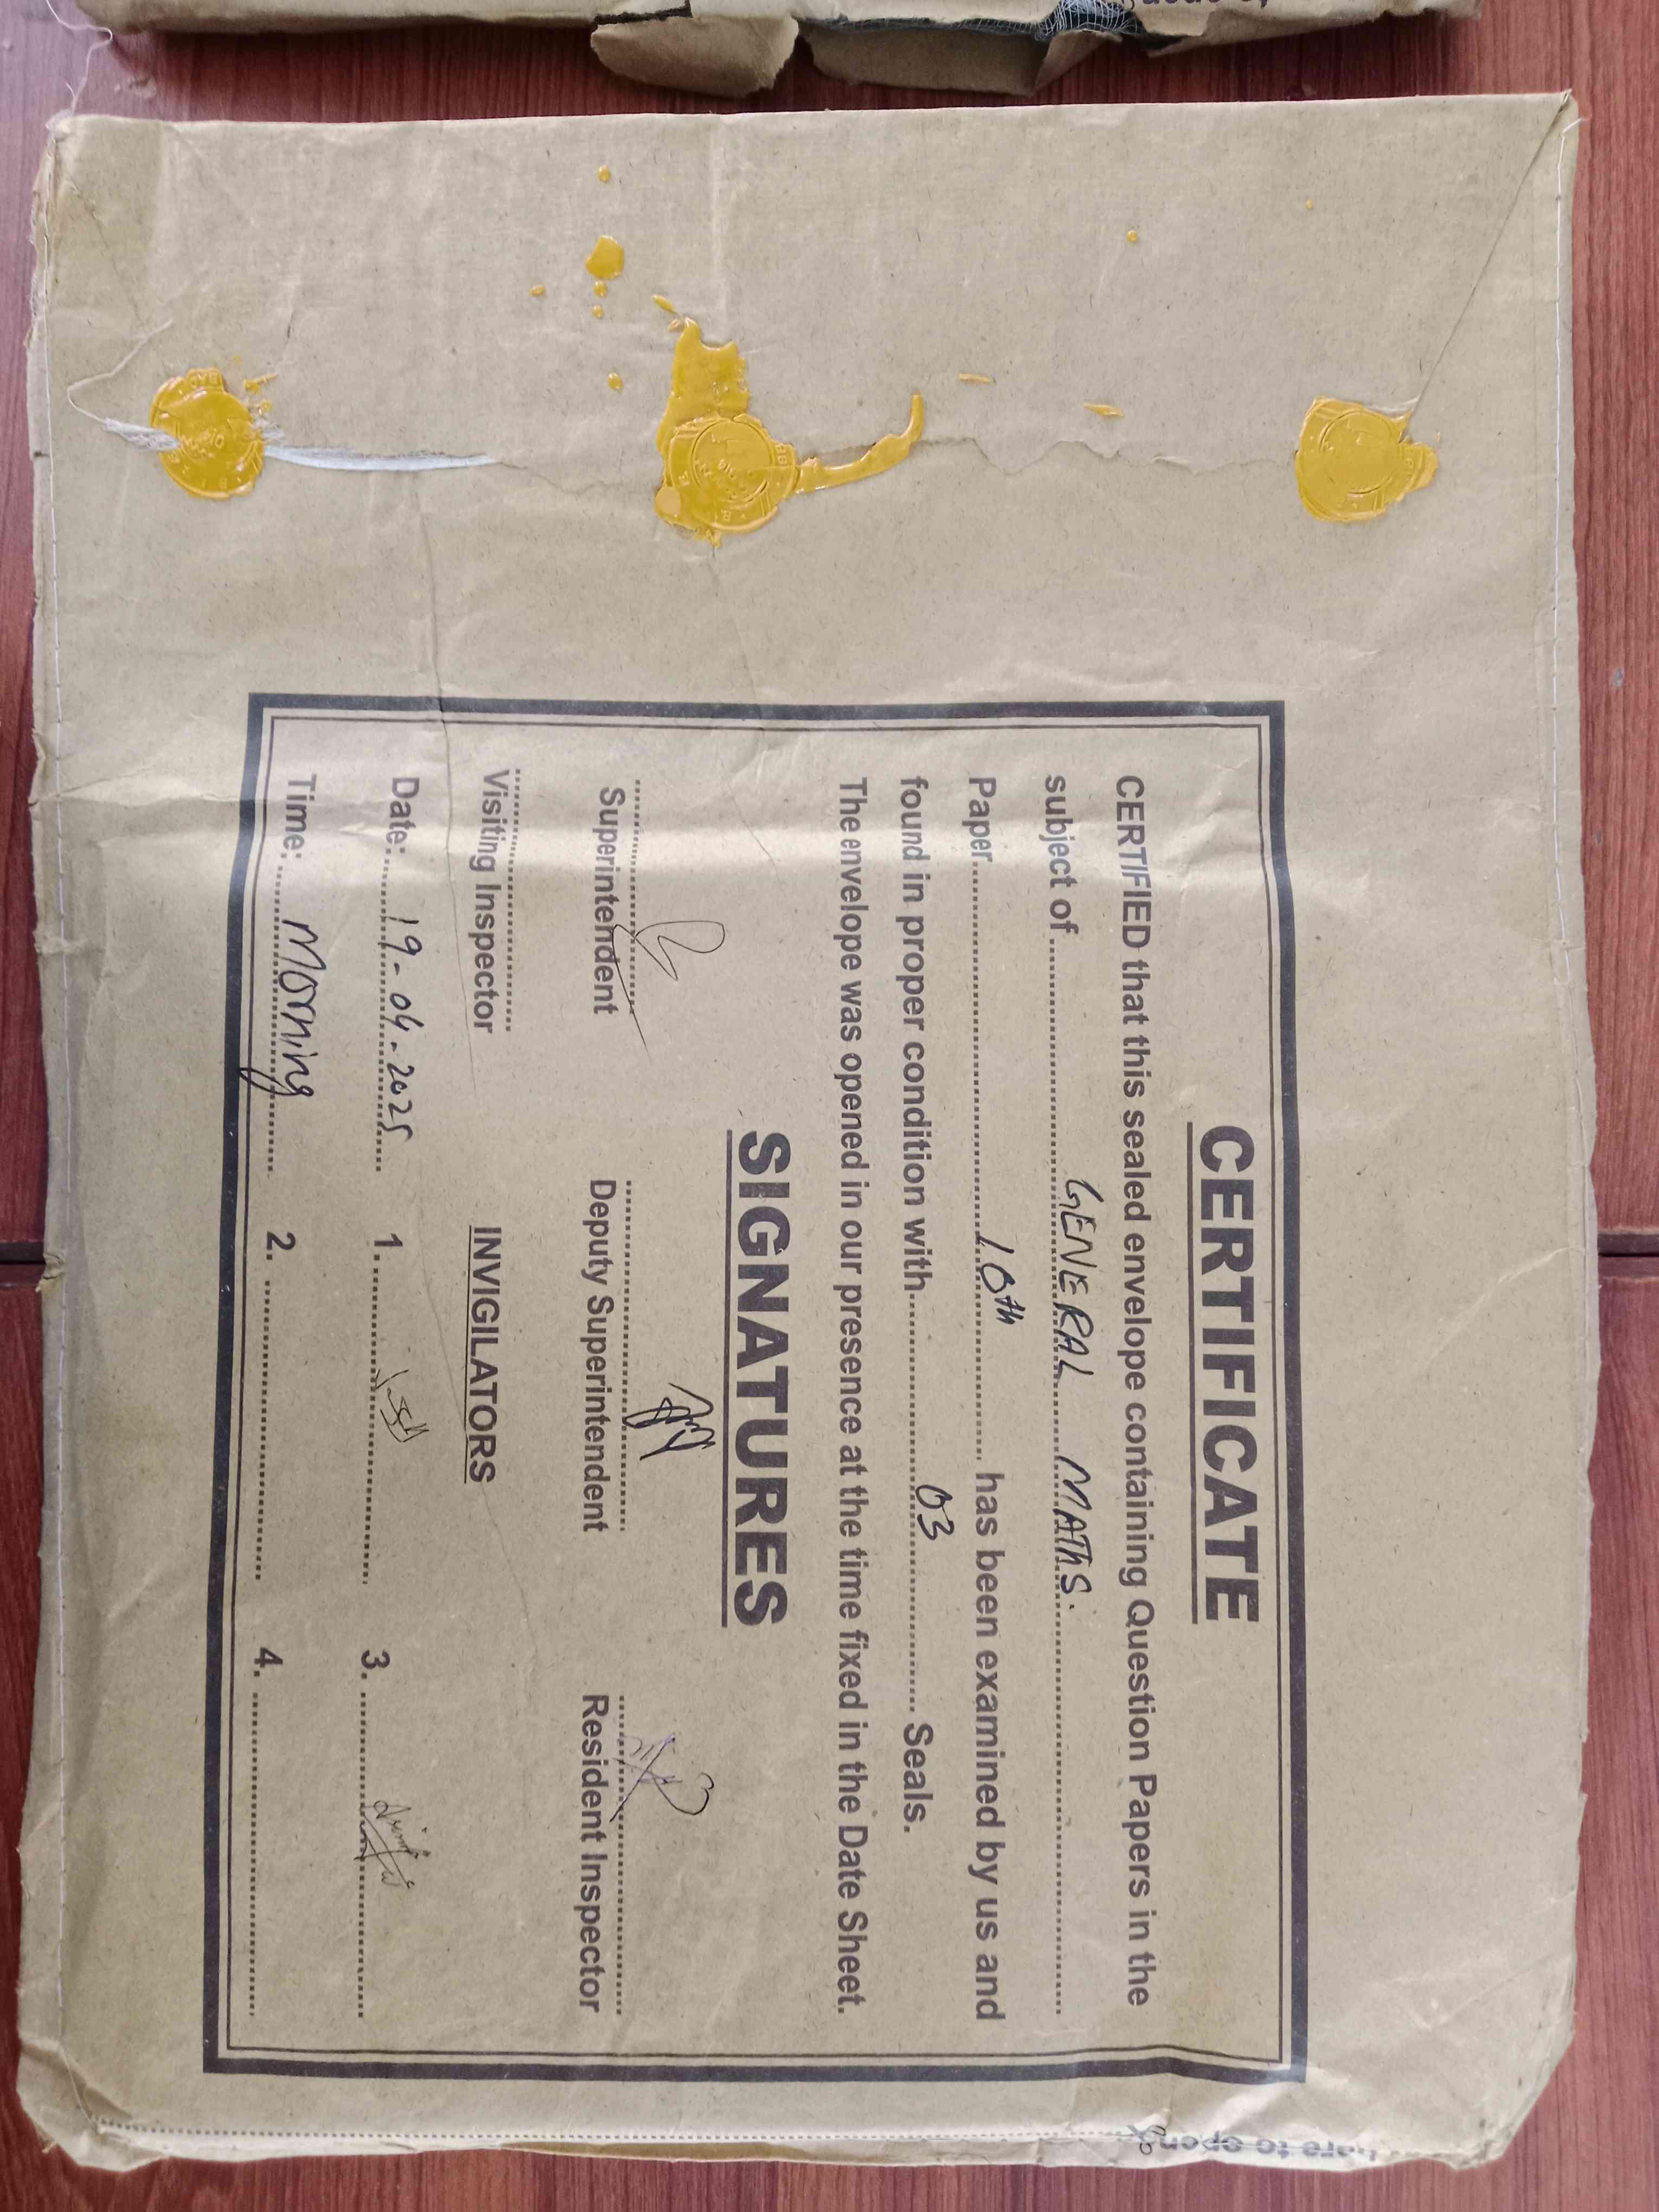 CERTIFICATE
CERTIFIED that this sealed envelope containing Question Papers in the
subject of ........ GENERAL MATHS. ........
Paper ........ 10th ........ has been examined by us and
found in proper condition with ........ 03 ........ Seals.
The envelope was opened in our presence at the time fixed in the Date Sheet.
SIGNATURES
Superintendent Deputy Superintendent Resident Inspector
Visiting Inspector INVIGILATORS
Date: 19-04-2025 1. 3.
Time: Morning 2. 4.
here to open